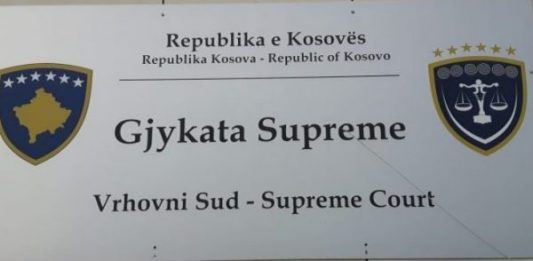 Republika e Kosovës
Republika Kosova - Republic of Kosovo
Gjykata Supreme
Vrhovni Sud - Supreme Court